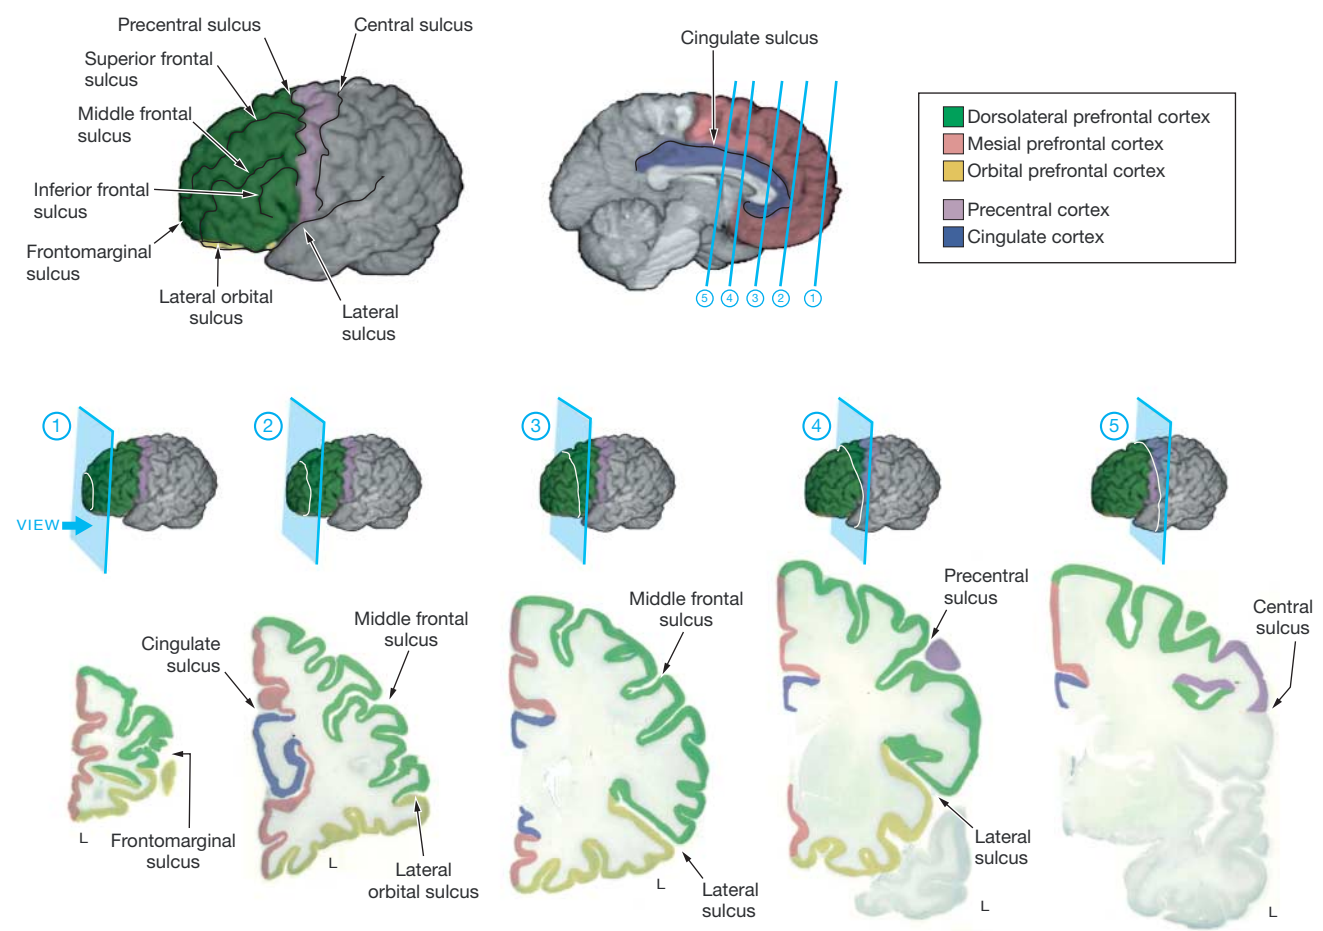 Precentral sulcus
Central sulcus
Superior frontal
sulcus
Middle frontal
sulcus
Inferior frontal
sulcus
Frontomarginal
sulcus
Lateral orbital
sulcus
Lateral
sulcus
Cingulate sulcus
5
4
3
2
1
Dorsolateral prefrontal cortex
Mesial prefrontal cortex
Orbital prefrontal cortex
Precentral cortex
Cingulate cortex
1
2
3
4
5
VIEW
L
Frontomarginal
sulcus
Cingulate
sulcus
Middle frontal
sulcus
L
Lateral
orbital sulcus
Middle frontal
sulcus
L
Lateral
sulcus
Precentral
sulcus
Lateral
sulcus
L
Central
sulcus
L